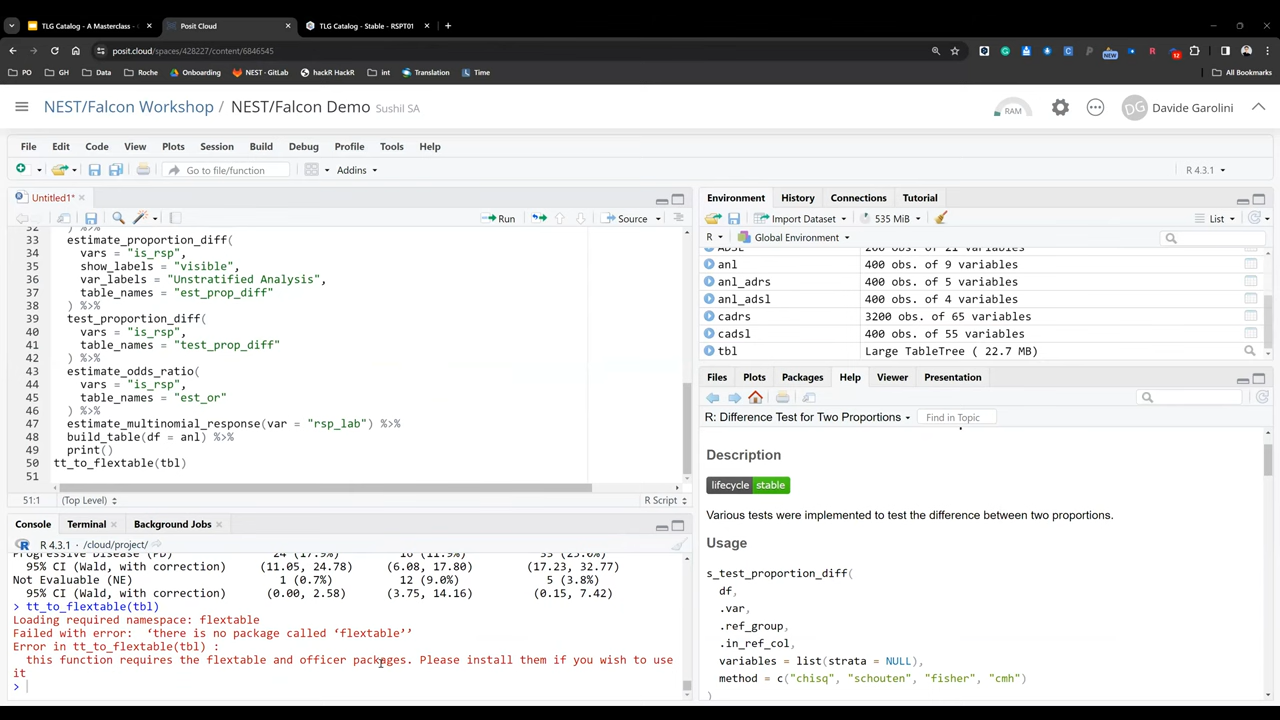 TLG Catalog - A Masterclass -
Posit Cloud
TLG Catalog - Stable - RSPT01
posit.cloud/spaces/428227/content/6846545
PO
GH
Data
Roche
Onboarding
NEST - GitLab
hackR HackR
int
Translation
Time
All Bookmarks
NEST/Falcon Workshop / NEST/Falcon Demo Sushil SA
RAM
DG Davide Garolini
File Edit Code View Plots Session Build Debug Profile Tools Help
Go to file/function
Addins
R 4.3.1
Untitled1*
Run
Source
33 estimate_proportion_diff(
34 vars = "is_rsp",
35 show_labels = "visible",
36 var_labels = "Unstratified Analysis",
37 table_names = "est_prop_diff"
38 ) %>%
39 test_proportion_diff(
40 vars = "is_rsp",
41 table_names = "test_prop_diff"
42 ) %>%
43 estimate_odds_ratio(
44 vars = "is_rsp",
45 table_names = "est_or"
46 ) %>%
47 estimate_multinomial_response(var = "rsp_lab") %>%
48 build_table(df = anl) %>%
49 print()
50 tt_to_flextable(tbl)
51
51:1 (Top Level) R Script
Console Terminal Background Jobs
R 4.3.1 · /cloud/project/
95% CI (Wald, with correction) (11.05, 24.78) (6.08, 17.80) (17.23, 32.77)
Not Evaluable (NE) 1 (0.7%) 12 (9.0%) 5 (3.8%)
95% CI (Wald, with correction) (0.00, 2.58) (3.75, 14.16) (0.15, 7.42)
> tt_to_flextable(tbl)
Loading required namespace: flextable
Failed with error: ‘there is no package called ‘flextable’’
Error in tt_to_flextable(tbl) :
this function requires the flextable and officer packages. Please install them if you wish to use
it
>
Environment History Connections Tutorial
Import Dataset
535 MiB
List
R Global Environment
anl 400 obs. of 9 variables
anl_adrs 400 obs. of 5 variables
anl_adsl 400 obs. of 4 variables
cadrs 3200 obs. of 65 variables
cadsl 400 obs. of 55 variables
tbl Large TableTree ( 22.7 MB)
Files Plots Packages Help Viewer Presentation
R: Difference Test for Two Proportions Find in Topic
Description
lifecycle stable
Various tests were implemented to test the difference between two proportions.
Usage
s_test_proportion_diff(
df,
.var,
.ref_group,
.in_ref_col,
variables = list(strata = NULL),
method = c("chisq", "schouten", "fisher", "cmh")
)